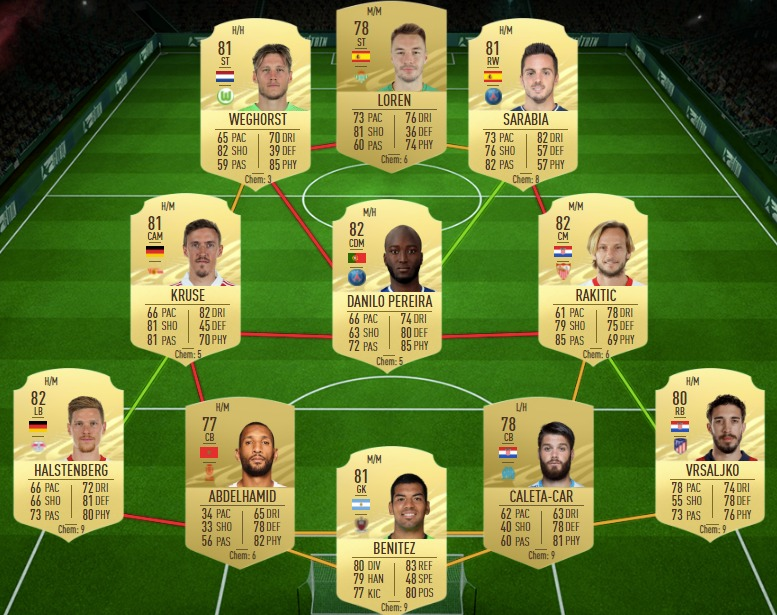 H/H
81
ST
WEGHORST
65 PAC 70 DRI
82 SHO 39 DEF
59 PAS 85 PHY
Chem: 3
M/M
78
ST
LOREN
73 PAC 76 DRI
81 SHO 36 DEF
60 PAS 74 PHY
Chem: 6
H/M
81
RW
SARABIA
73 PAC 82 DRI
76 SHO 57 DEF
82 PAS 57 PHY
Chem: 8
H/M
81
CAM
KRUSE
66 PAC 82 DRI
81 SHO 45 DEF
81 PAS 70 PHY
Chem: 5
M/H
82
CDM
DANILO PEREIRA
66 PAC 74 DRI
63 SHO 80 DEF
72 PAS 85 PHY
Chem: 5
M/M
82
CM
RAKITIC
61 PAC 78 DRI
79 SHO 75 DEF
85 PAS 69 PHY
Chem: 6
H/M
82
LB
HALSTENBERG
66 PAC 72 DRI
66 SHO 81 DEF
73 PAS 80 PHY
Chem: 9
H/M
77
CB
ABDELHAMID
34 PAC 65 DRI
33 SHO 78 DEF
56 PAS 82 PHY
Chem: 6
M/M
81
GK
BENITEZ
80 DIV 83 REF
79 HAN 48 SPE
77 KIC 80 POS
Chem: 9
L/H
78
CB
CALETA-CAR
62 PAC 63 DRI
40 SHO 78 DEF
60 PAS 81 PHY
Chem: 9
H/M
80
RB
VRSALJKO
78 PAC 74 DRI
55 SHO 78 DEF
73 PAS 76 PHY
Chem: 9